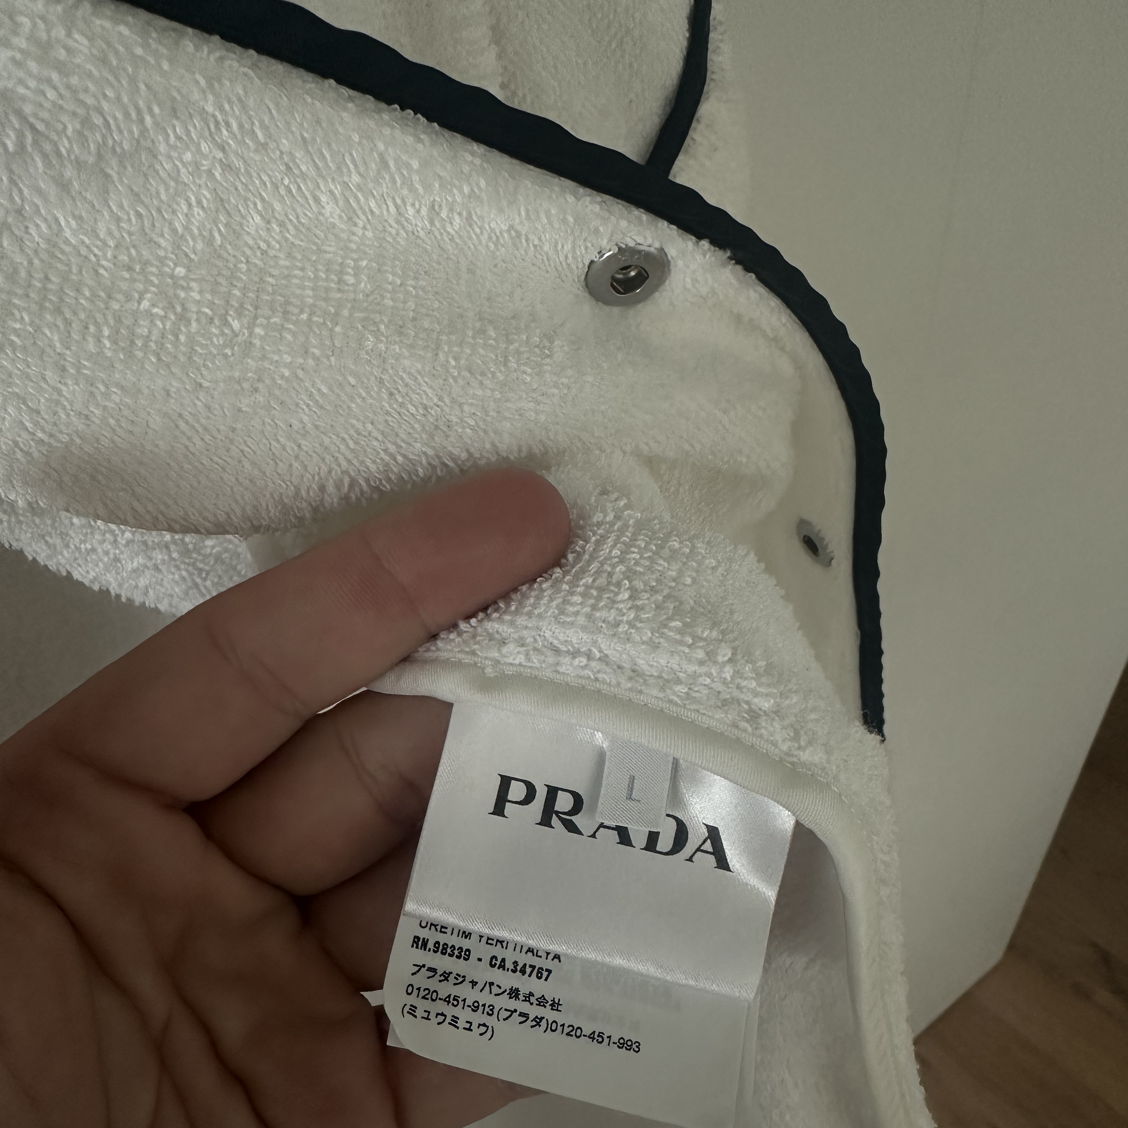 L
PRADA
ÜRETİM YERİ İTALYA
RN.98339 - CA.34767
プラダジャパン株式会社
0120-451-913(プラダ)0120-451-993
(ミュウミュウ)